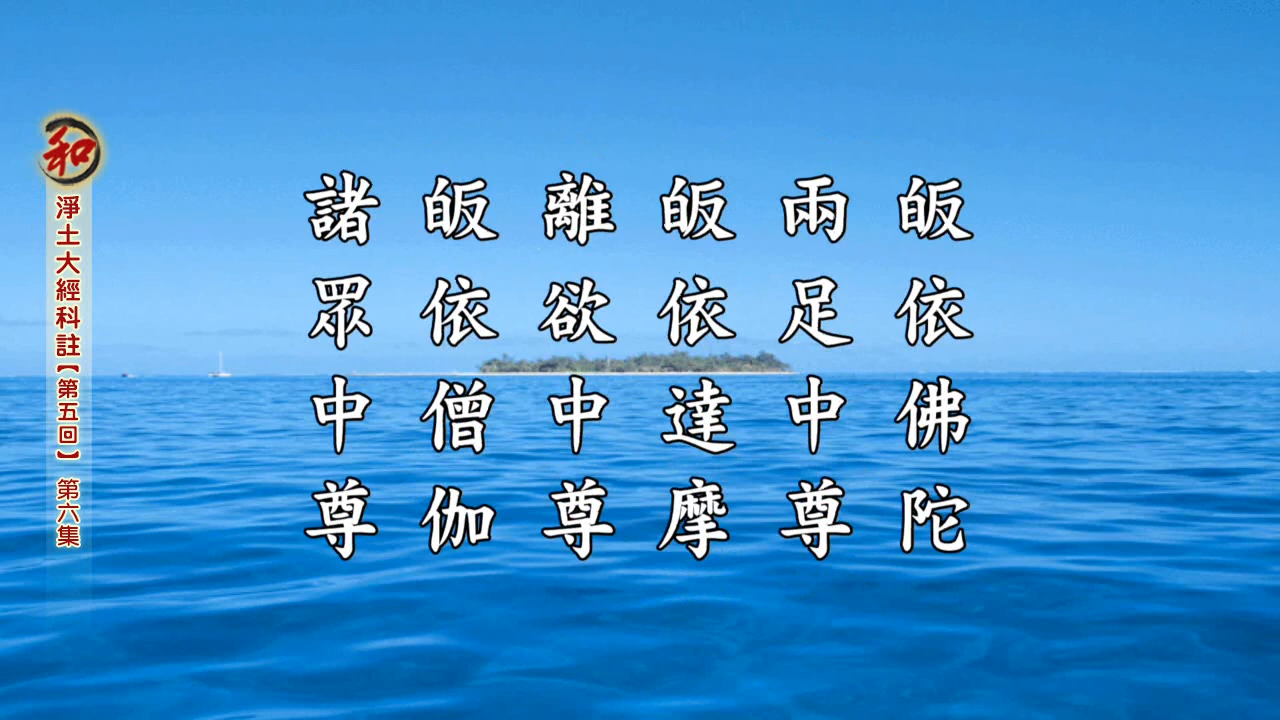 皈依佛陀
兩足中尊
皈依達摩
離欲中尊
皈依僧伽
諸眾中尊
和
淨土大經科註【第五回】 第六集